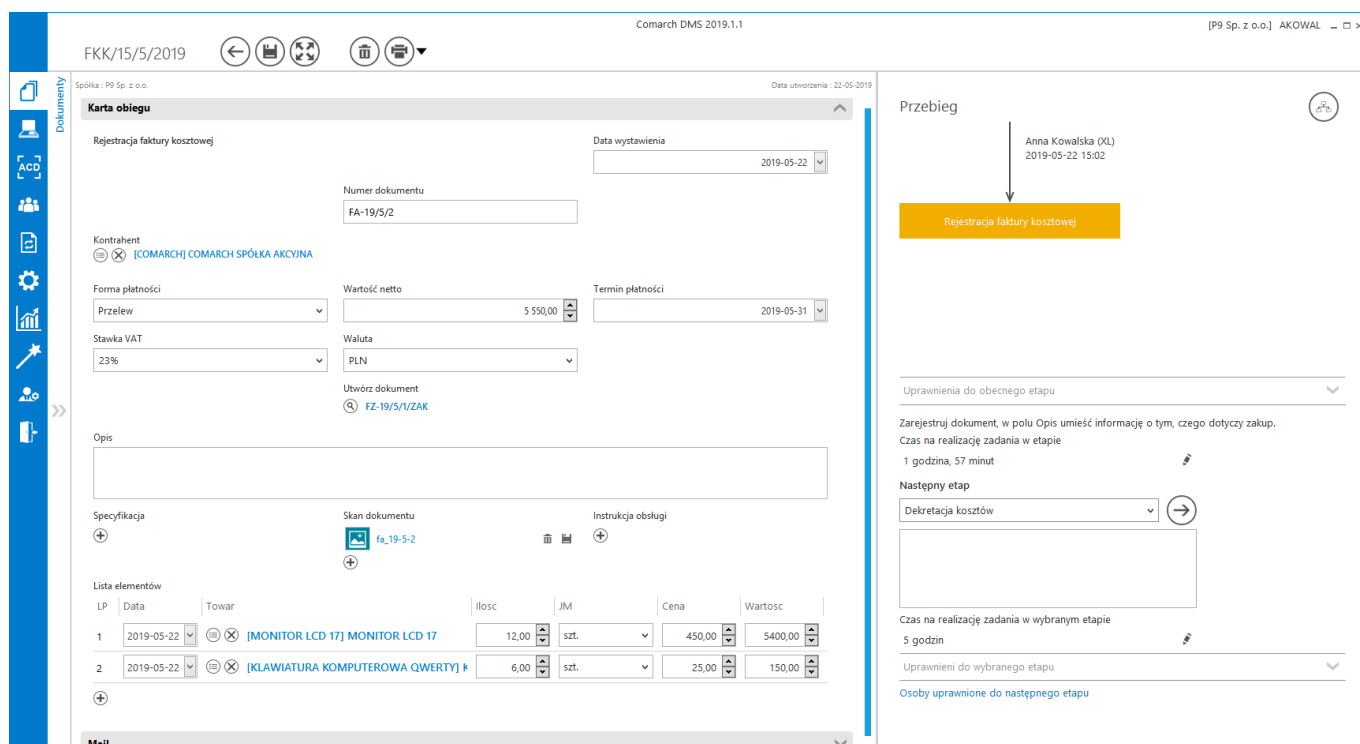 Comarch DMS 2019.1.1
[P9 Sp. z o.o.] AKOWAL
FKK/15/5/2019
Dokumenty
ACD
Spółka : P9 Sp. z o.o.
Data utworzenia : 22-05-2019
Karta obiegu
Rejestracja faktury kosztowej
Data wystawienia
2019-05-22
Numer dokumentu
FA-19/5/2
Kontrahent
[COMARCH] COMARCH SPÓŁKA AKCYJNA
Forma płatności
Wartość netto
Termin płatności
Przelew
5 550,00
2019-05-31
Stawka VAT
Waluta
23%
PLN
Utwórz dokument
FZ-19/5/1/ZAK
Opis
Specyfikacja
Skan dokumentu
Instrukcja obsługi
fa_19-5-2
Lista elementów
LP Data Towar Ilosc JM Cena Wartosc
1 2019-05-22 [MONITOR LCD 17] MONITOR LCD 17 12,00 szt. 450,00 5400,00
2 2019-05-22 [KLAWIATURA KOMPUTEROWA QWERTY] K 6,00 szt. 25,00 150,00
Mail
Przebieg
Anna Kowalska (XL)
2019-05-22 15:02
Rejestracja faktury kosztowej
Uprawnienia do obecnego etapu
Zarejestruj dokument, w polu Opis umieść informację o tym, czego dotyczy zakup.
Czas na realizację zadania w etapie
1 godzina, 57 minut
Następny etap
Dekretacja kosztów
Czas na realizację zadania w wybranym etapie
5 godzin
Uprawnieni do wybranego etapu
Osoby uprawnione do następnego etapu